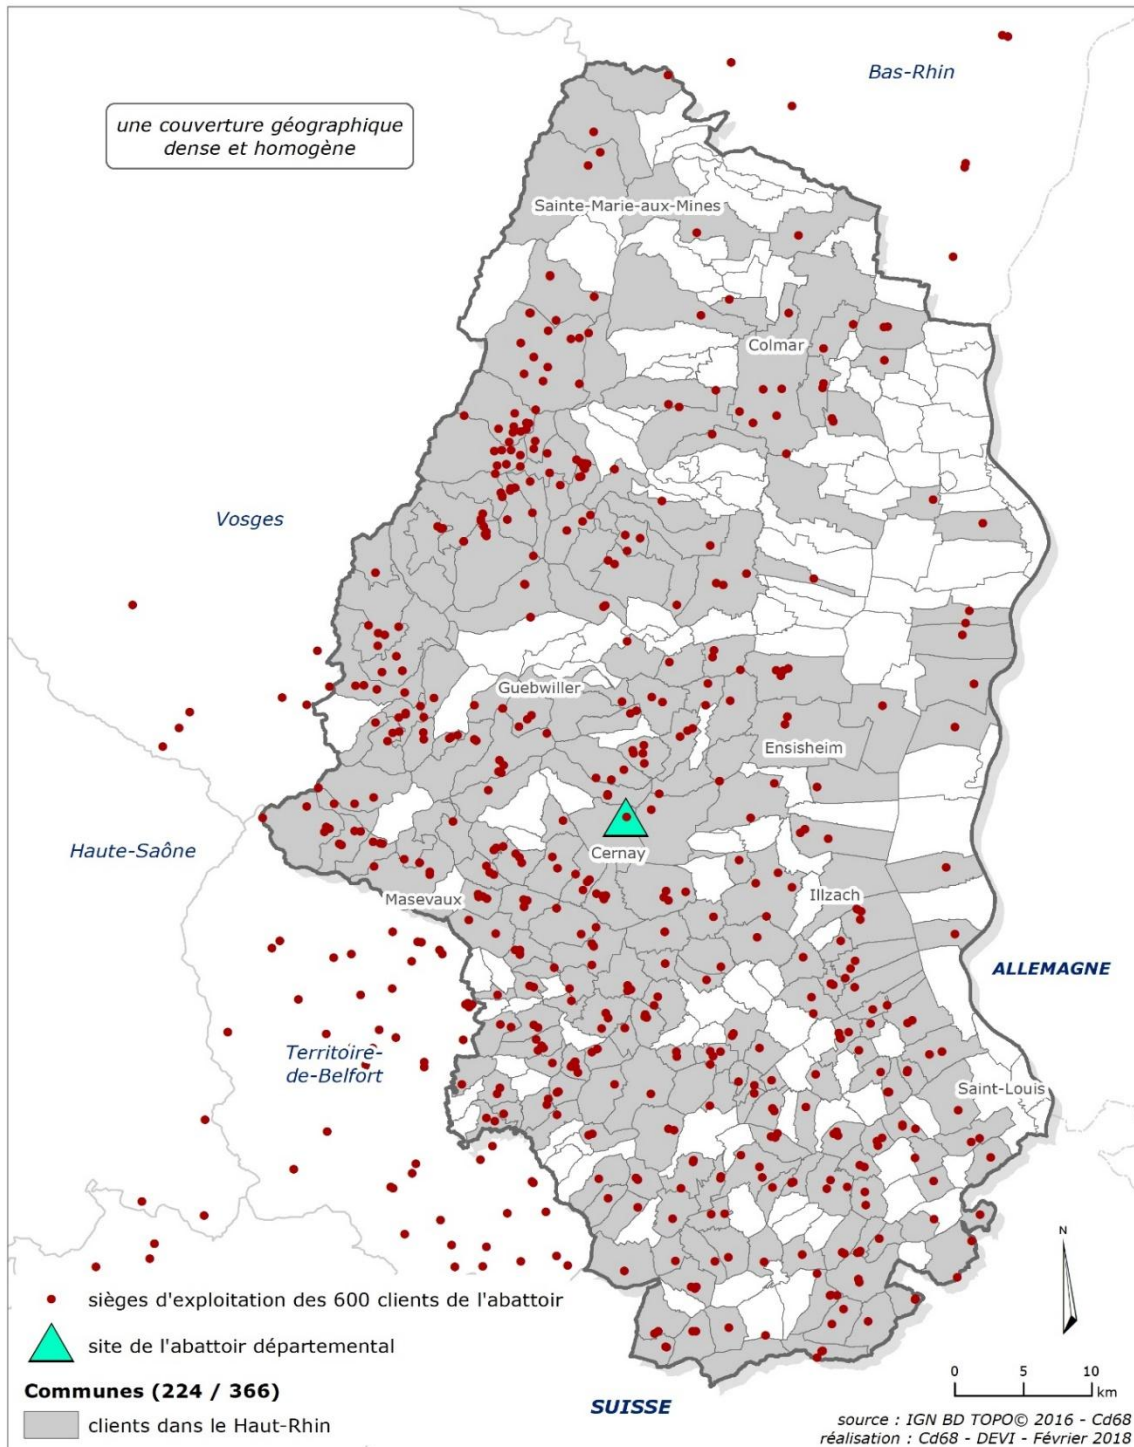 Bas-Rhin
une couverture géographique
dense et homogène
Sainte-Marie-aux-Mines
Colmar
Vosges
Guebwiller
Ensisheim
Haute-Saône
Cernay
Masevaux
Illzach
ALLEMAGNE
Territoire-
de-Belfort
Saint-Louis
N
sièges d'exploitation des 600 clients de l'abattoir
site de l'abattoir départemental
Communes (224 / 366)
clients dans le Haut-Rhin
SUISSE
0 5 10
km
source : IGN BD TOPO© 2016 - Cd68
réalisation : Cd68 - DEVI - Février 2018